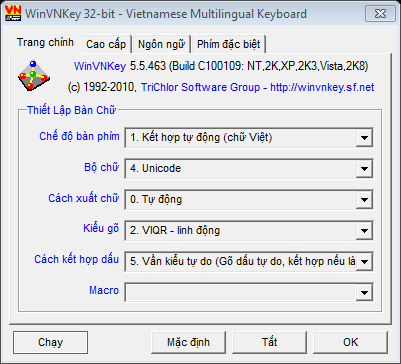 WinVNKey 32-bit - Vietnamese Multilingual Keyboard
Trang chính Cao cấp Ngôn ngữ Phím đặc biệt
WinVNKey 5.5.463 (Build C100109: NT,2K,XP,2K3,Vista,2K8)
(c) 1992-2010, TriChlor Software Group - http://winvnkey.sf.net
Thiết Lập Bàn Chữ
Chế độ bàn phím 1. Kết hợp tự động (chữ Việt)
Bộ chữ 4. Unicode
Cách xuất chữ 0. Tự động
Kiểu gõ 2. VIQR - linh động
Cách kết hợp dấu 5. Vần kiểu tự do (Gõ dấu tự do, kết hợp nếu là
Macro
Chạy Mặc định Tắt OK